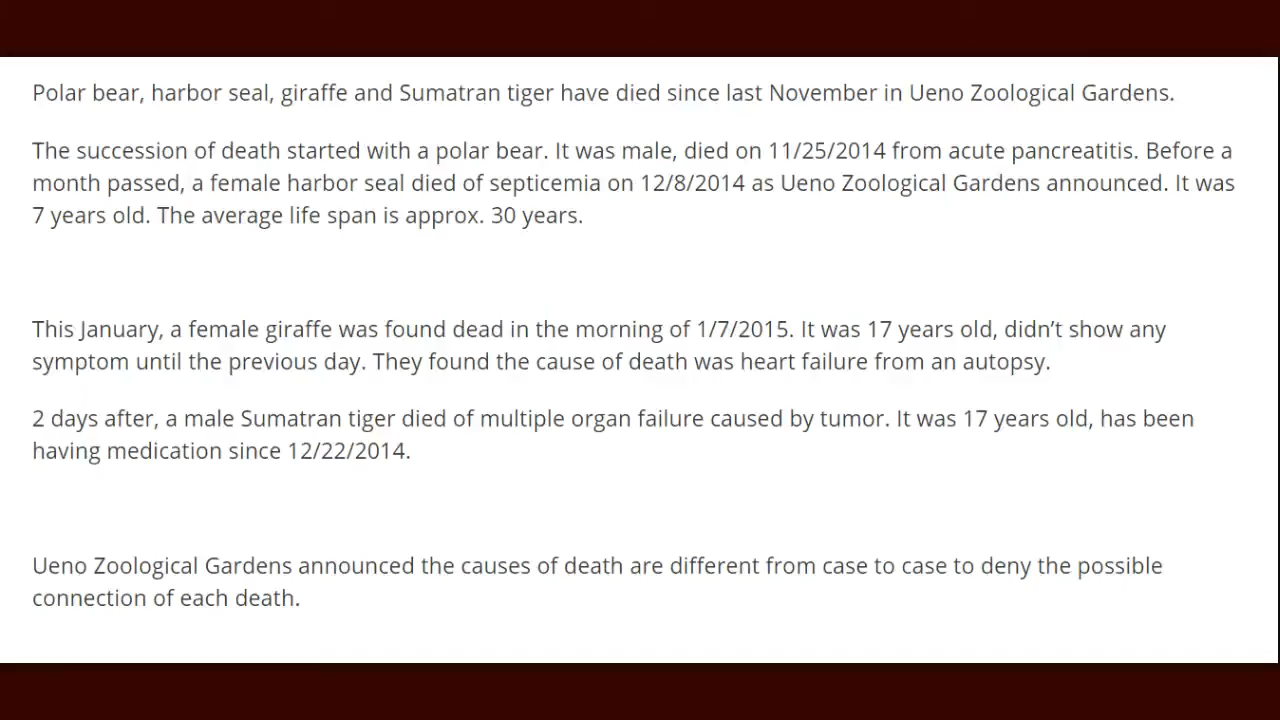 Polar bear, harbor seal, giraffe and Sumatran tiger have died since last November in Ueno Zoological Gardens.
The succession of death started with a polar bear. It was male, died on 11/25/2014 from acute pancreatitis. Before a
month passed, a female harbor seal died of septicemia on 12/8/2014 as Ueno Zoological Gardens announced. It was
7 years old. The average life span is approx. 30 years.
This January, a female giraffe was found dead in the morning of 1/7/2015. It was 17 years old, didn’t show any
symptom until the previous day. They found the cause of death was heart failure from an autopsy.
2 days after, a male Sumatran tiger died of multiple organ failure caused by tumor. It was 17 years old, has been
having medication since 12/22/2014.
Ueno Zoological Gardens announced the causes of death are different from case to case to deny the possible
connection of each death.